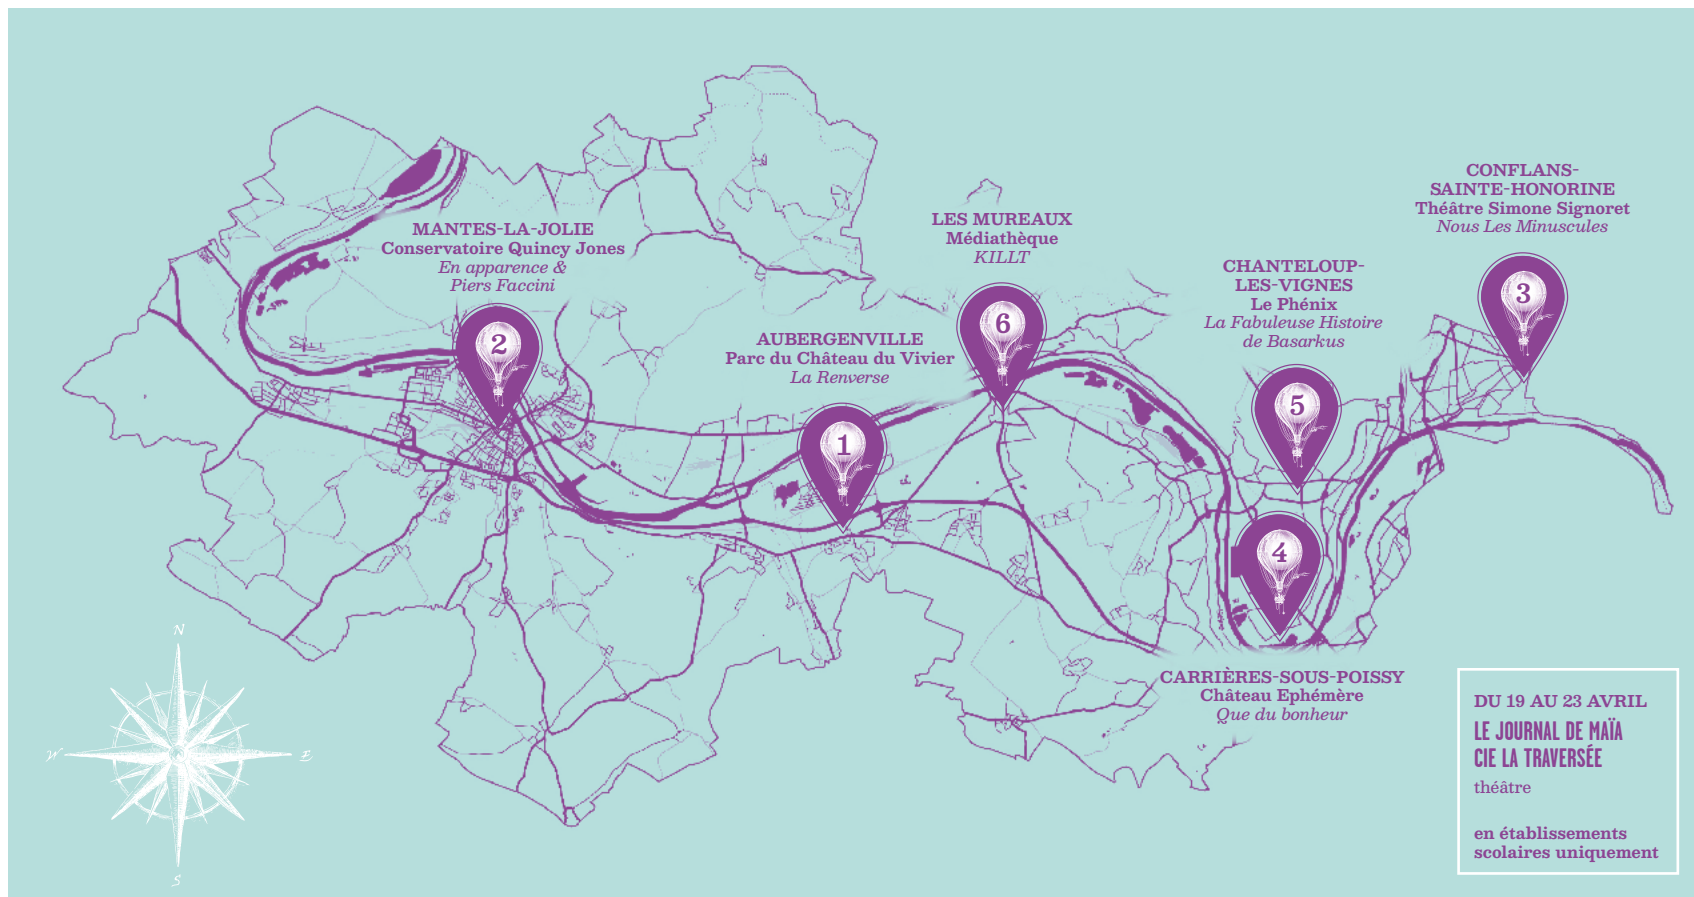 MANTES-LA-JOLIE
Conservatoire Quincy Jones
En apparence &
Piers Faccini
2
AUBERGENVILLE
Parc du Château du Vivier
La Renverse
1
LES MUREAUX
Médiathèque
KILLT
6
CHANTELOUP-
LES-VIGNES
Le Phénix
La Fabuleuse Histoire
de Basarkus
5
CONFLANS-
SAINTE-HONORINE
Théâtre Simone Signoret
Nous Les Minuscules
3
4
CARRIÈRES-SOUS-POISSY
Château Ephémère
Que du bonheur
N
W
E
S
DU 19 AU 23 AVRIL
LE JOURNAL DE MAÏA
CIE LA TRAVERSÉE
théâtre
en établissements
scolaires uniquement